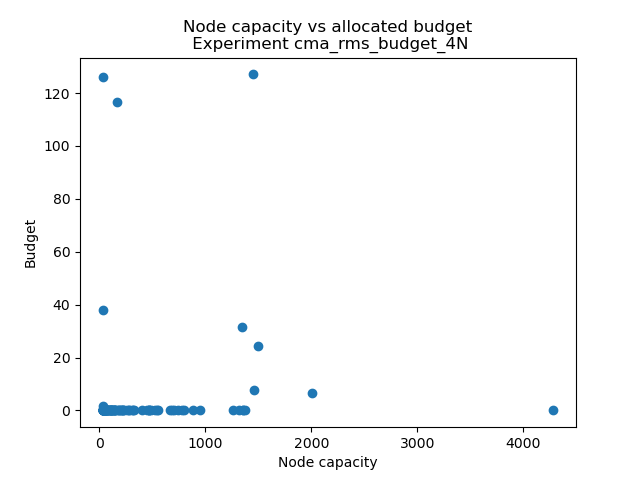 Node capacity vs allocated budget
Experiment cma_rms_budget_4N
120
100
80
60
40
20
0
Budget
0 1000 2000 3000 4000
Node capacity